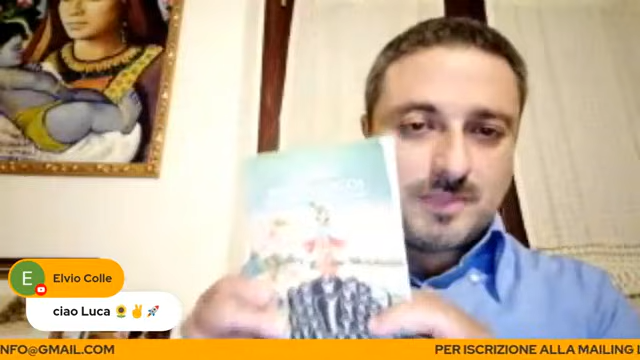 E Elvio Colle
ciao Luca 🌻✌️🚀
NFO@GMAIL.COM PER ISCRIZIONE ALLA MAILING L